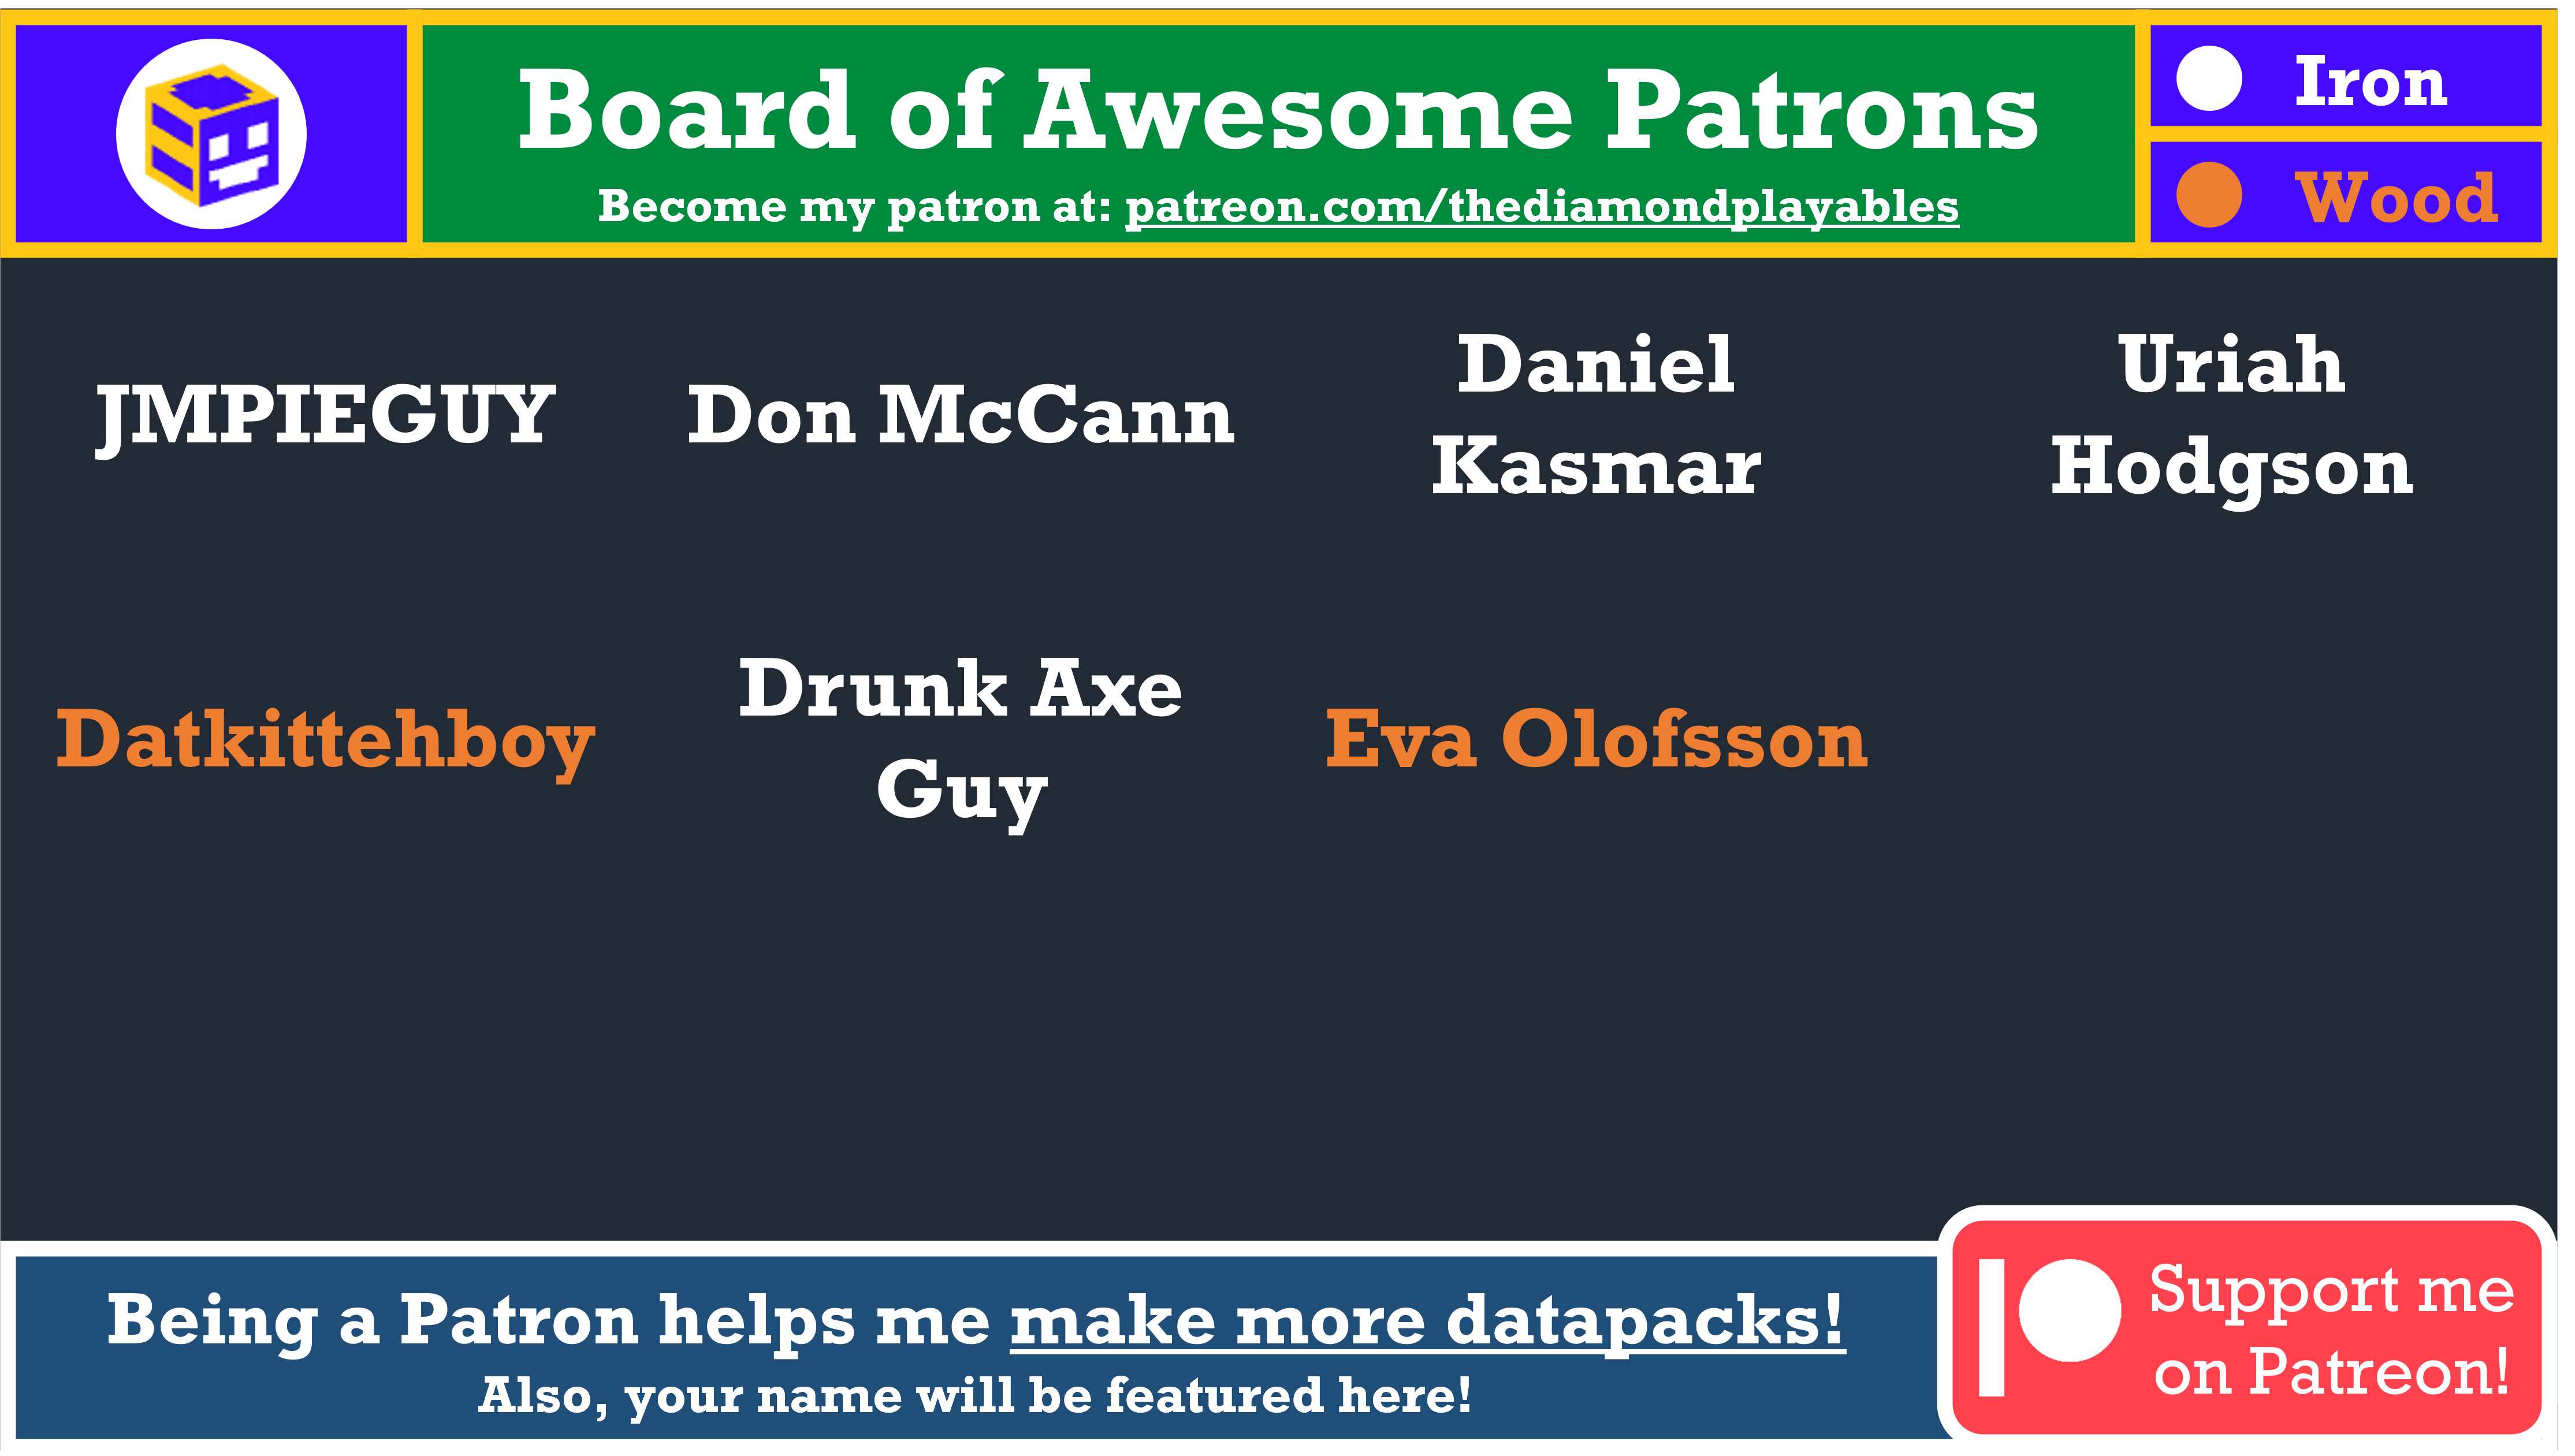 Board of Awesome Patrons
Become my patron at: patreon.com/thediamondplayables
Iron
Wood
JMPIEGUY
Don McCann
Daniel
Kasmar
Uriah
Hodgson
Datkittehboy
Drunk Axe
Guy
Eva Olofsson
Being a Patron helps me make more datapacks!
Also, your name will be featured here!
Support me
on Patreon!